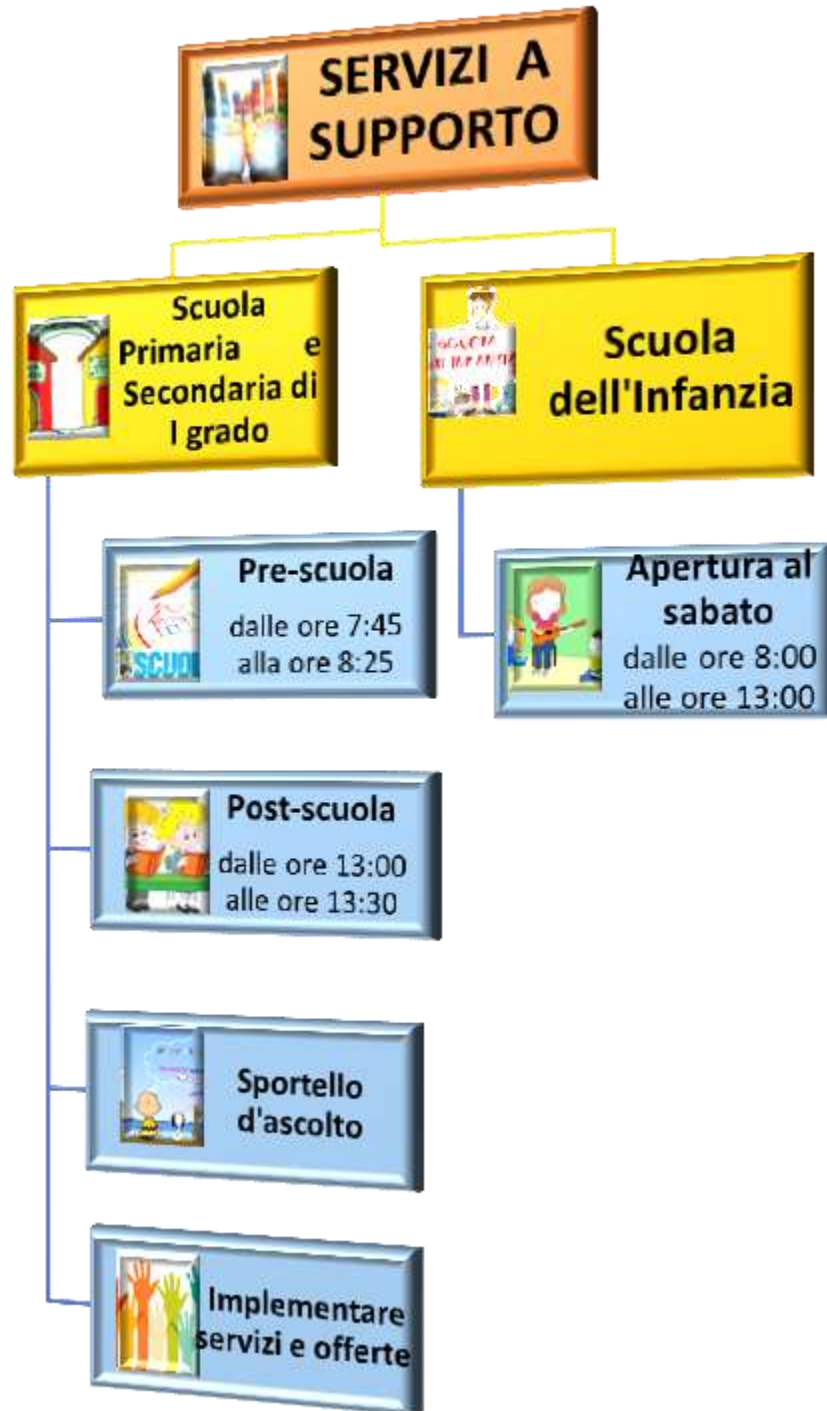 SERVIZI A
SUPPORTO
Scuola
Primaria e
Secondaria di
I grado
SCUOLA
Scuola
dell'Infanzia
Pre-scuola
dalle ore 7:45
alla ore 8:25
SCUOL
Apertura al
sabato
dalle ore 8:00
alle ore 13:00
Post-scuola
dalle ore 13:00
alle ore 13:30
Sportello
d'ascolto
Implementare
servizi e offerte